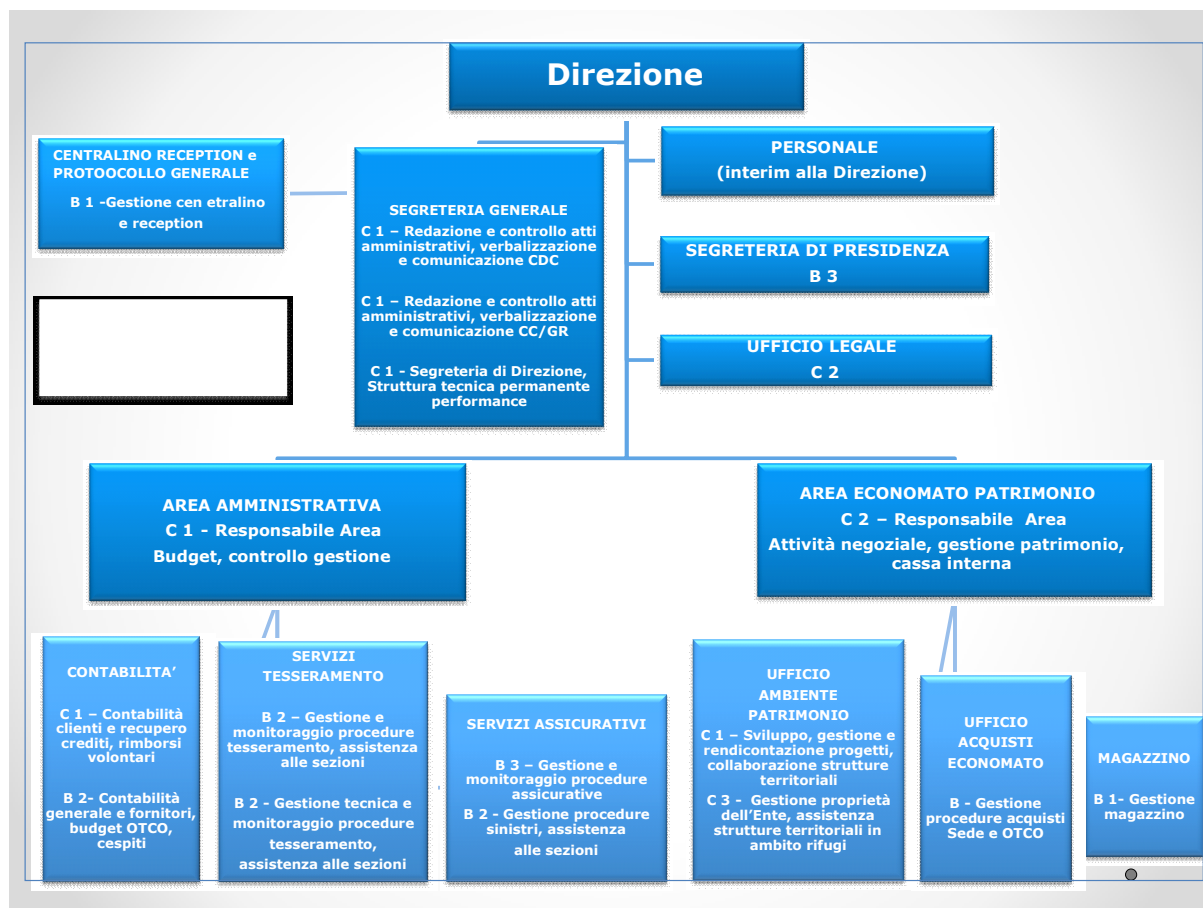 Direzione
CENTRALINO RECEPTION e
PROTOOCOLLO GENERALE
B 1 -Gestione cen etralino
e reception
SEGRETERIA GENERALE
C 1 – Redazione e controllo atti
amministrativi, verbalizzazione
e comunicazione CDC
C 1 – Redazione e controllo atti
amministrativi, verbalizzazione
e comunicazione CC/GR
C 1 - Segreteria di Direzione,
Struttura tecnica permanente
performance
PERSONALE
(interim alla Direzione)
SEGRETERIA DI PRESIDENZA
B 3
UFFICIO LEGALE
C 2
AREA AMMINISTRATIVA
C 1 - Responsabile Area
Budget, controllo gestione
AREA ECONOMATO PATRIMONIO
C 2 – Responsabile Area
Attività negoziale, gestione patrimonio,
cassa interna
CONTABILITA’
C 1 – Contabilità
clienti e recupero
crediti, rimborsi
volontari
B 2- Contabilità
generale e fornitori,
budget OTCO,
cespiti
SERVIZI
TESSERAMENTO
B 2 – Gestione e
monitoraggio procedure
tesseramento, assistenza
alle sezioni
B 2 - Gestione tecnica e
monitoraggio procedure
tesseramento,
assistenza alle sezioni
SERVIZI ASSICURATIVI
B 3 – Gestione e
monitoraggio procedure
assicurative
B 2 - Gestione procedure
sinistri, assistenza
alle sezioni
UFFICIO
AMBIENTE
PATRIMONIO
C 1 – Sviluppo, gestione e
rendicontazione progetti,
collaborazione strutture
territoriali
C 3 - Gestione proprietà
dell’Ente, assistenza
strutture territoriali in
ambito rifugi
UFFICIO
ACQUISTI
ECONOMATO
B - Gestione
procedure acquisti
Sede e OTCO
MAGAZZINO
B 1- Gestione
magazzino